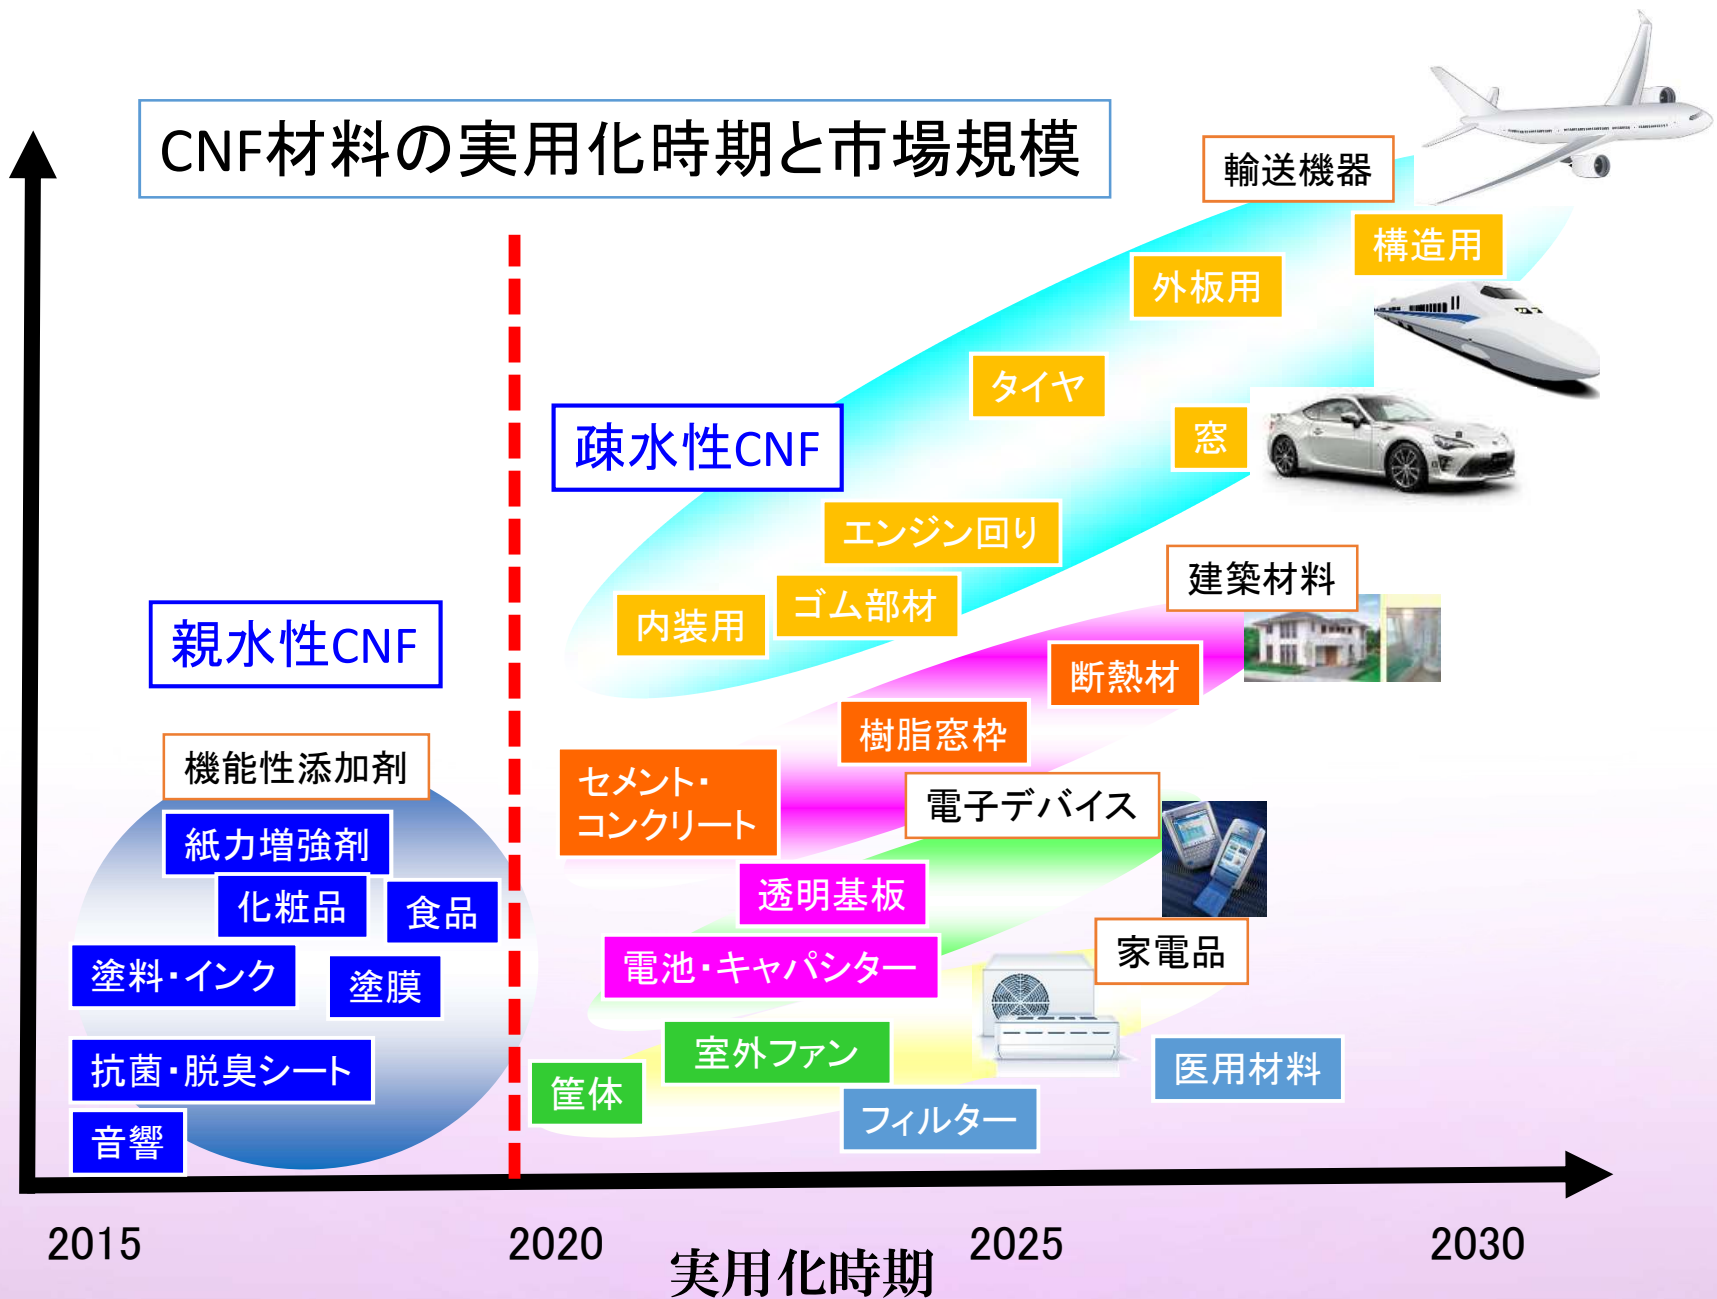 CNF材料の実用化時期と市場規模
輸送機器
構造用
外板用
タイヤ
窓
疎水性CNF
エンジン回り
ゴム部材
内装用
建築材料
断熱材
樹脂窓枠
セメント・
コンクリート
電子デバイス
透明基板
電池・キャパシター
家電品
室外ファン
筐体
フィルター
医用材料
親水性CNF
機能性添加剤
紙力増強剤
化粧品
食品
塗料・インク
塗膜
抗菌・脱臭シート
音響
2015
2020
2025
2030
実用化時期